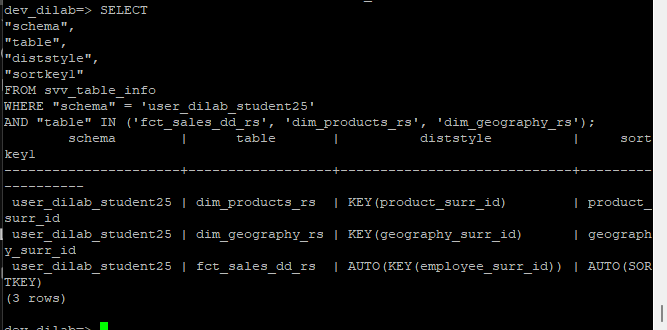 dev_dilab=> SELECT
"schema",
"table",
"diststyle",
"sortkey1"
FROM svv_table_info
WHERE "schema" = 'user_dilab_student25'
AND "table" IN ('fct_sales_dd_rs', 'dim_products_rs', 'dim_geography_rs');
        schema        |      table       |          diststyle          |     sort
key1
----------------------+------------------+-----------------------------+---------
----------
 user_dilab_student25 | dim_products_rs  | KEY(product_surr_id)        | product_
surr_id
 user_dilab_student25 | dim_geography_rs | KEY(geography_surr_id)      | geograph
y_surr_id
 user_dilab_student25 | fct_sales_dd_rs  | AUTO(KEY(employee_surr_id)) | AUTO(SOR
TKEY)
(3 rows)
dev_dilab=>